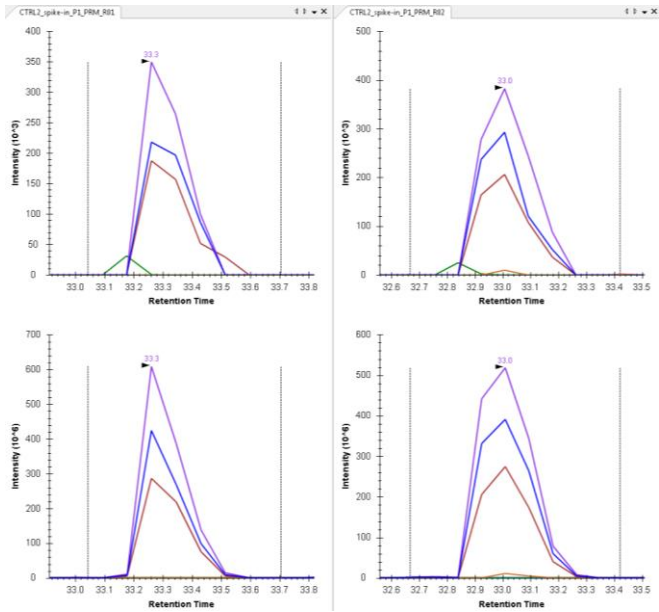 CTRL2_spike-in_P1_PRM_R81
400
350
300
250
200
150
100
50
0
Intensity (10^3)
33.3
33.0 33.1 33.2 33.3 33.4 33.5 33.6 33.7 33.8
Retention Time
CTRL2_spike-in_P1_PRM_R82
500
400
300
200
100
0
Intensity (10^3)
33.0
32.6 32.7 32.8 32.9 33.0 33.1 33.2 33.3 33.4 33.5
Retention Time
700
600
500
400
300
200
100
0
Intensity (10^6)
33.3
33.0 33.1 33.2 33.3 33.4 33.5 33.6 33.7 33.8
Retention Time
600
500
400
300
200
100
0
Intensity (10^6)
33.0
32.6 32.7 32.8 32.9 33.0 33.1 33.2 33.3 33.4 33.5
Retention Time